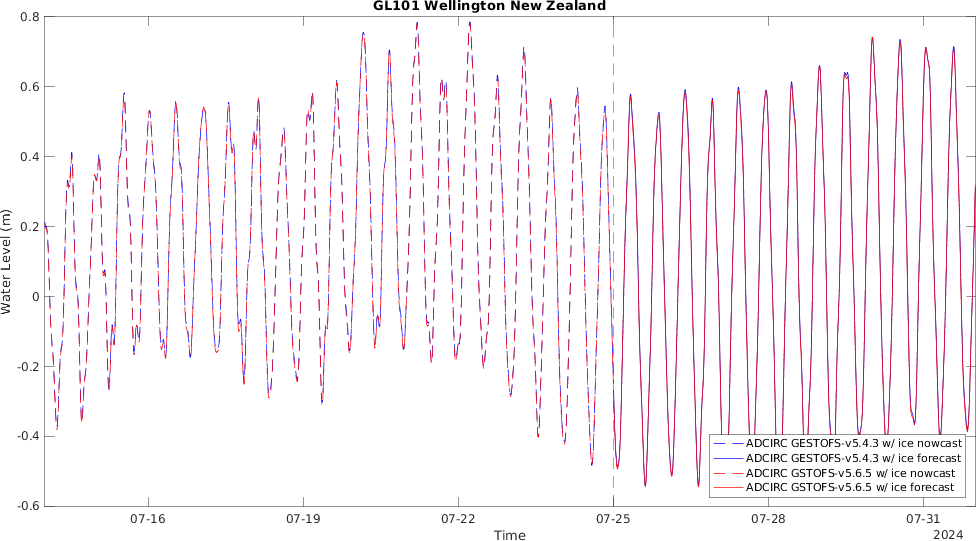 GL101 Wellington New Zealand
0.8
0.6
0.4
0.2
0
-0.2
-0.4
-0.6
Water Level (m)
07-16 07-19 07-22 07-25 07-28 07-31
Time 2024
ADCIRC GESTOFS-v5.4.3 w/ ice nowcast
ADCIRC GESTOFS-v5.4.3 w/ ice forecast
ADCIRC GSTOFS-v5.6.5 w/ ice nowcast
ADCIRC GSTOFS-v5.6.5 w/ ice forecast